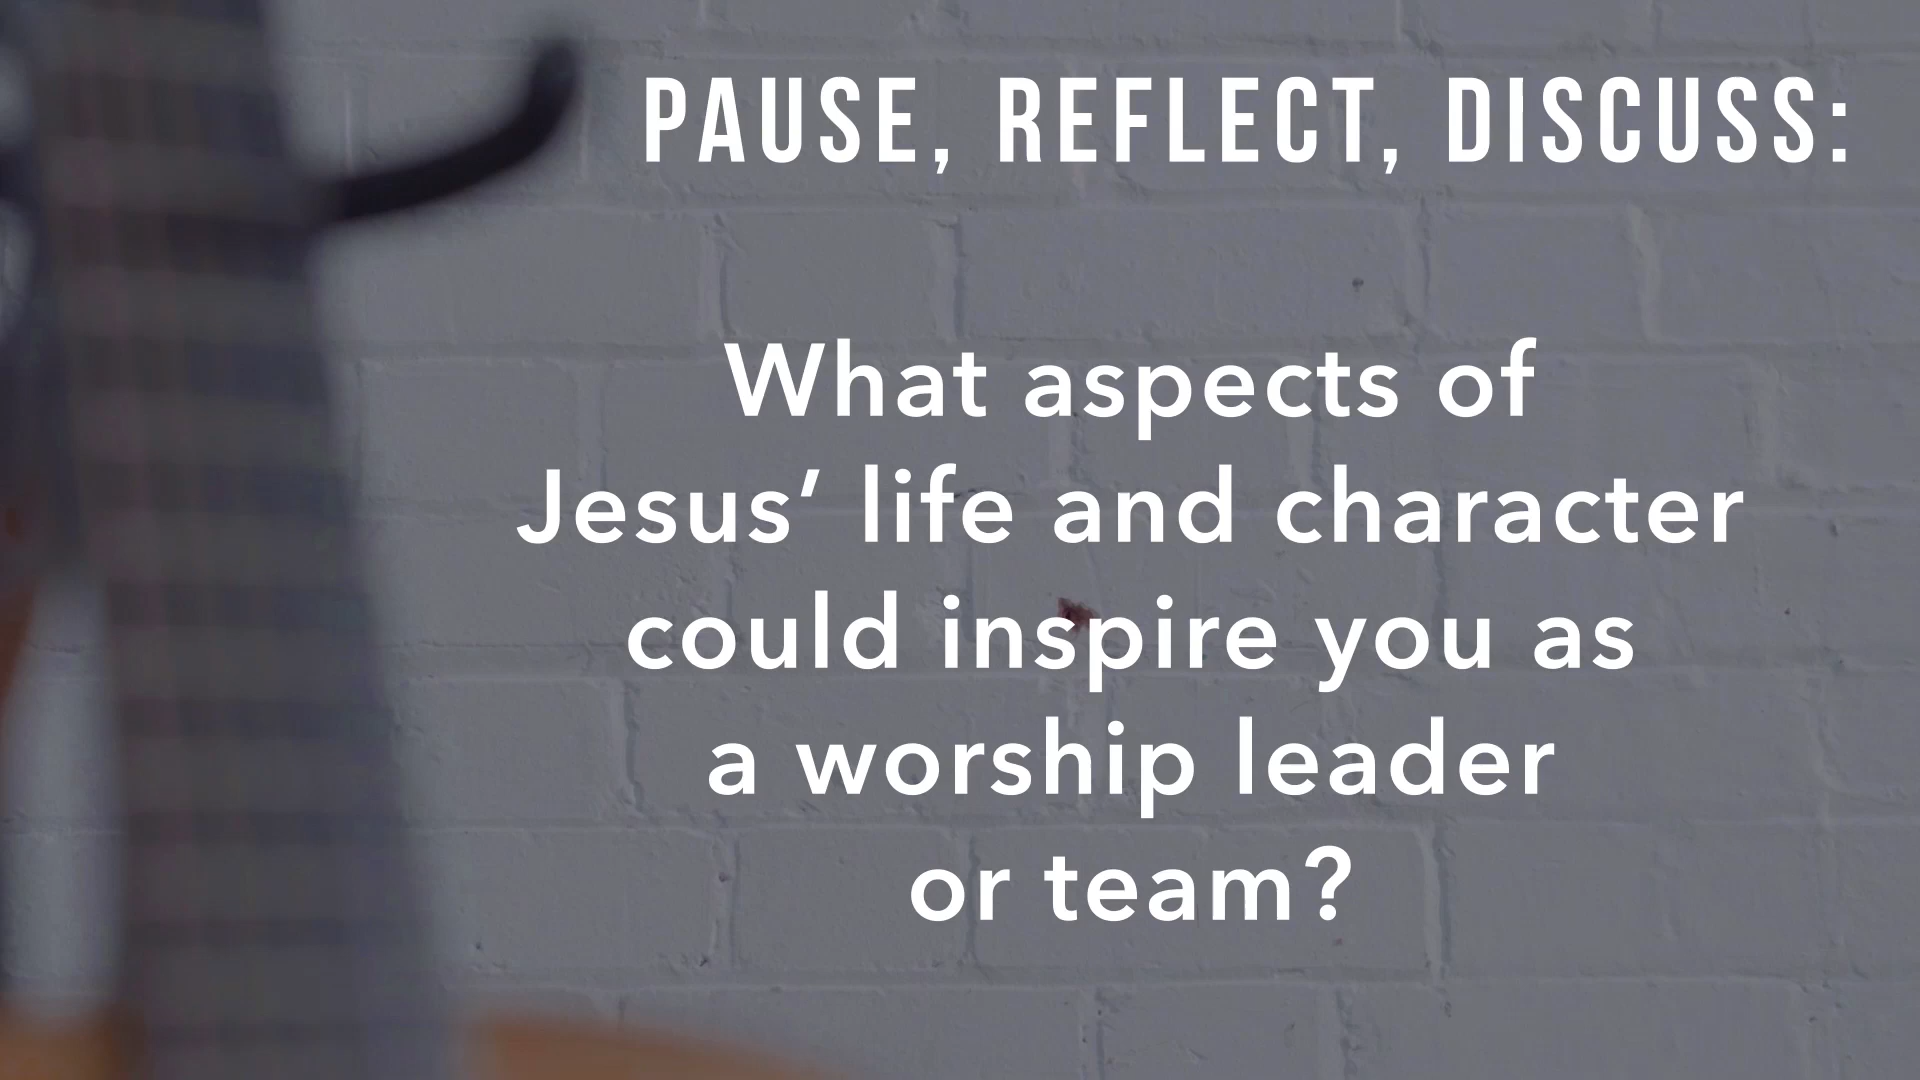 PAUSE, REFLECT, DISCUSS:
What aspects of
Jesus’ life and character
could inspire you as
a worship leader
or team?